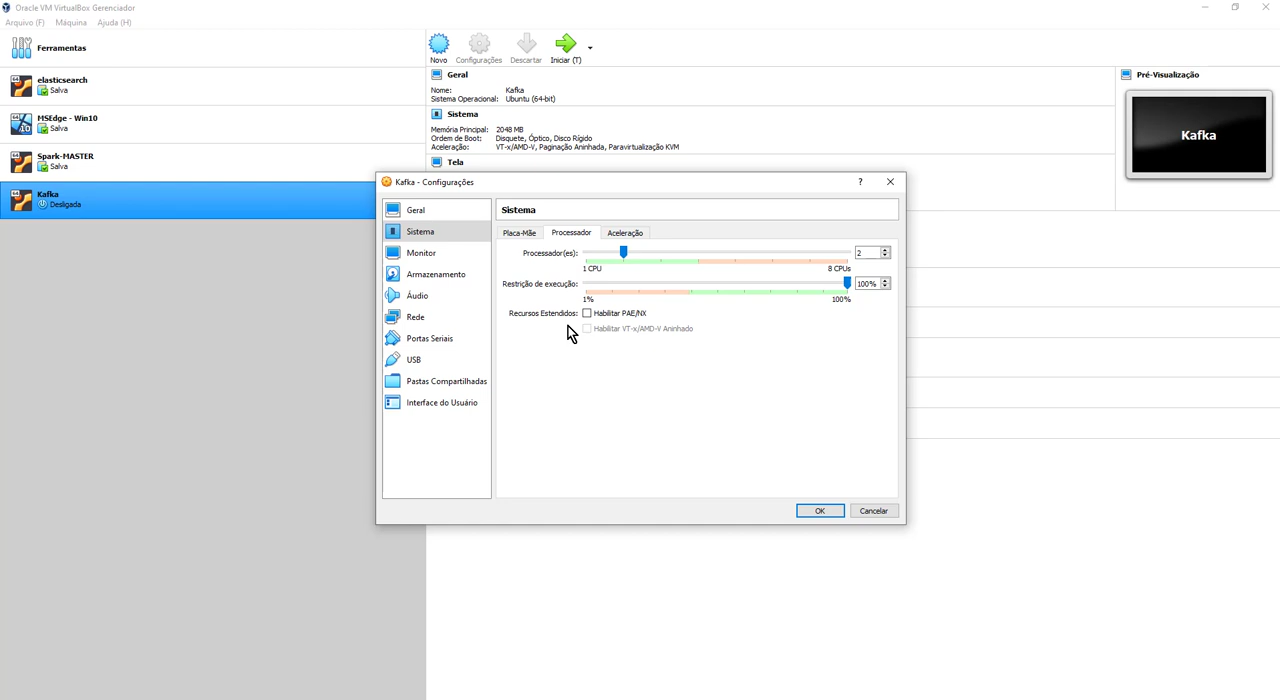 Oracle VM VirtualBox Gerenciador
Arquivo (F) Máquina Ajuda (H)
Ferramentas
elasticsearch
Salva
MSEdge - Win10
Salva
Spark-MASTER
Salva
Kafka
Desligada
Novo Configurações Descartar Iniciar (T)
Geral
Nome: Kafka
Sistema Operacional: Ubuntu (64-bit)
Sistema
Memória Principal: 2048 MB
Ordem de Boot: Disquete, Óptico, Disco Rígido
Aceleração: VT-x/AMD-V, Paginação Aninhada, Paravirtualização KVM
Tela
Pré-Visualização
Kafka
Kafka - Configurações ?
Geral
Sistema
Monitor
Armazenamento
Áudio
Rede
Portas Seriais
USB
Pastas Compartilhadas
Interface do Usuário
Sistema
Placa-Mãe Processador Aceleração
Processador(es): 2
1 CPU 8 CPUs
Restrição de execução: 100%
1% 100%
Recursos Estendidos: Habilitar PAE/NX
Habilitar VT-x/AMD-V Aninhado
OK Cancelar